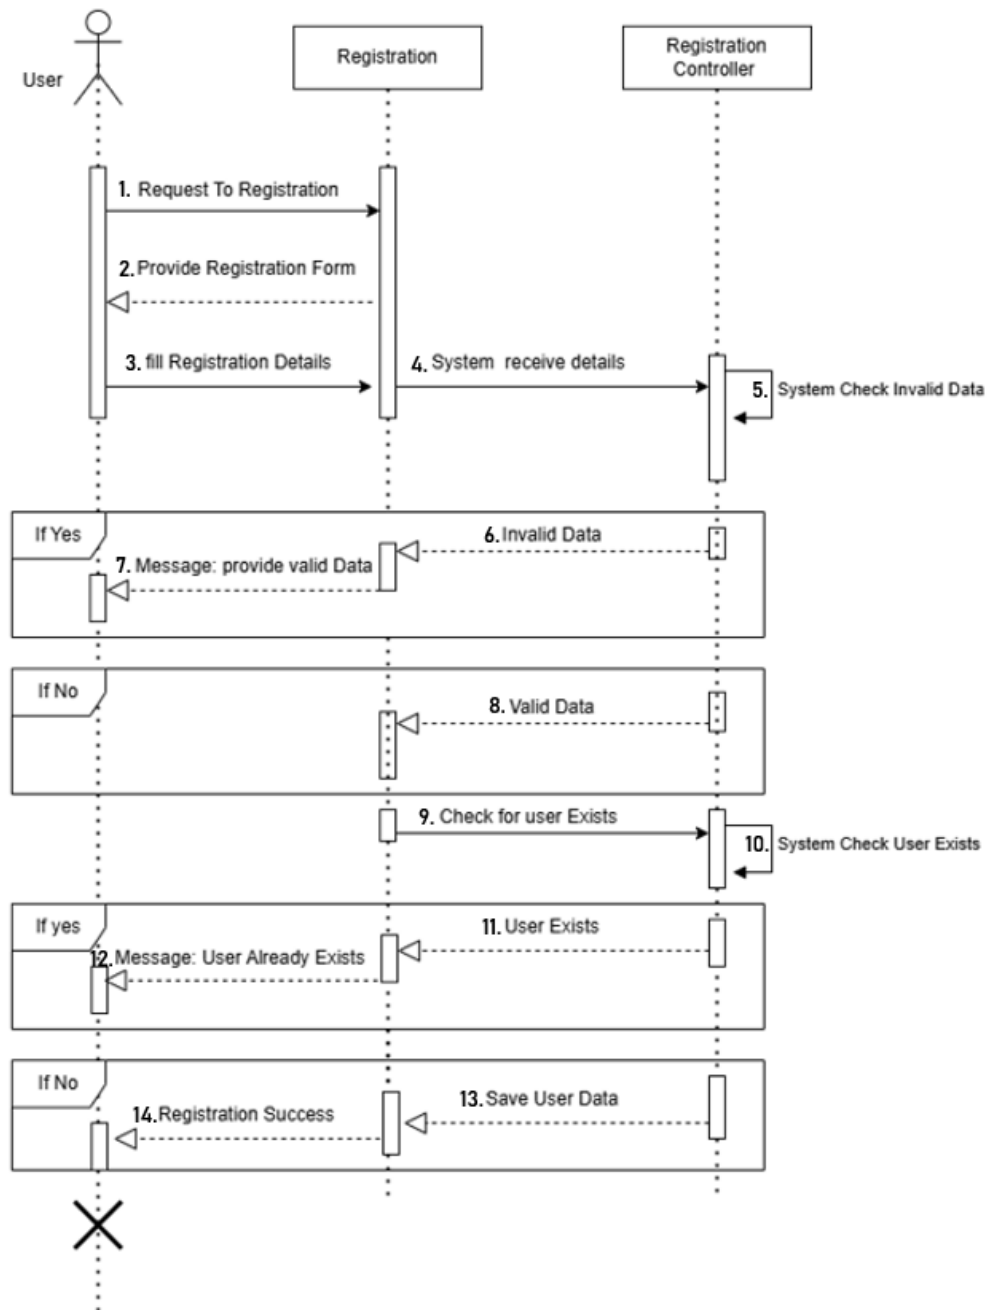 User
Registration
Registration
Controller
1. Request To Registration
2. Provide Registration Form
3. fill Registration Details
4. System receive details
5. System Check Invalid Data
If Yes
6. Invalid Data
7. Message: provide valid Data
If No
8. Valid Data
9. Check for user Exists
10. System Check User Exists
If yes
11. User Exists
12. Message: User Already Exists
If No
13. Save User Data
14. Registration Success